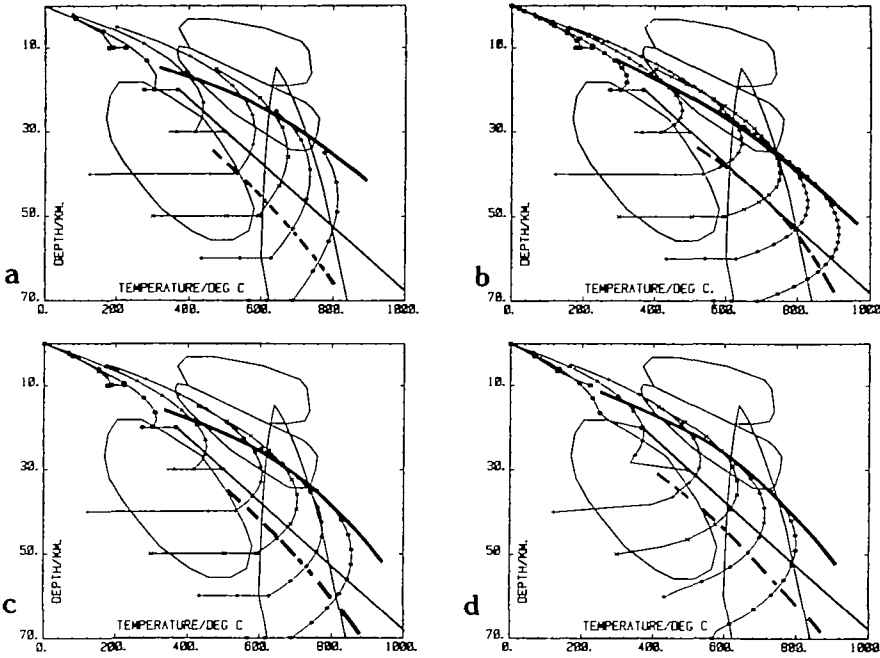 10.
30.
50.
70.
DEPTH/KM.
TEMPERATURE/DEG C
0. 200. 400. 600. 800. 1000.
a
10.
30.
50.
70.
DEPTH/KM.
TEMPERATURE/DEG C.
0. 200. 400. 600. 800. 1000.
b
10.
30.
50.
70.
DEPTH/KM.
TEMPERATURE/DEG C
0. 200. 400. 600. 800. 1000.
c
10.
30.
50.
70.
DEPTH/KM.
TEMPERATURE/DEG C
0. 200. 400. 600. 800. 1000.
d